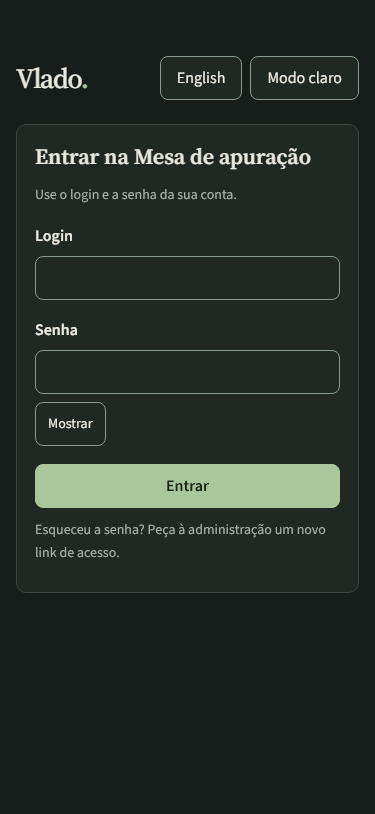 Vlado.
English
Modo claro
Entrar na Mesa de apuração
Use o login e a senha da sua conta.
Login
Senha
Mostrar
Entrar
Esqueceu a senha? Peça à administração um novo
link de acesso.